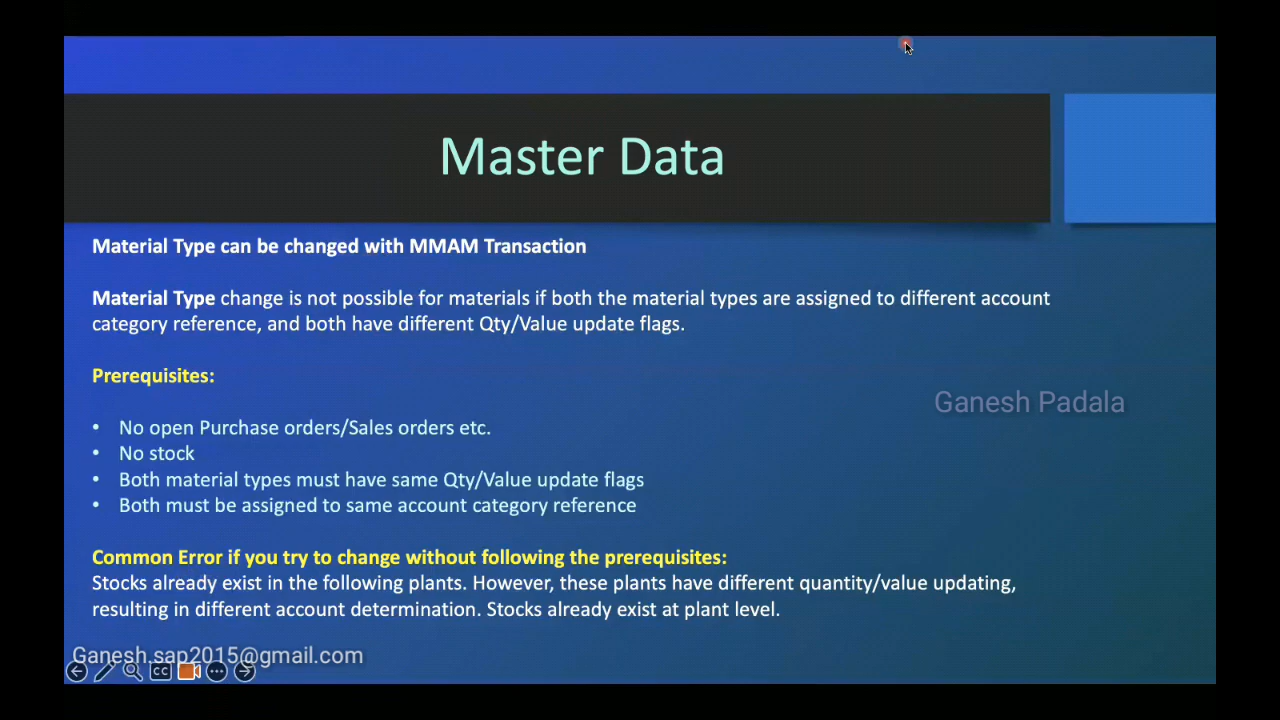 Master Data
Material Type can be changed with MMAM Transaction
Material Type change is not possible for materials if both the material types are assigned to different account
category reference, and both have different Qty/Value update flags.
Prerequisites:
• No open Purchase orders/Sales orders etc.
• No stock
• Both material types must have same Qty/Value update flags
• Both must be assigned to same account category reference
Ganesh Padala
Common Error if you try to change without following the prerequisites:
Stocks already exist in the following plants. However, these plants have different quantity/value updating,
resulting in different account determination. Stocks already exist at plant level.
Ganesh.sap2015@gmail.com
CC